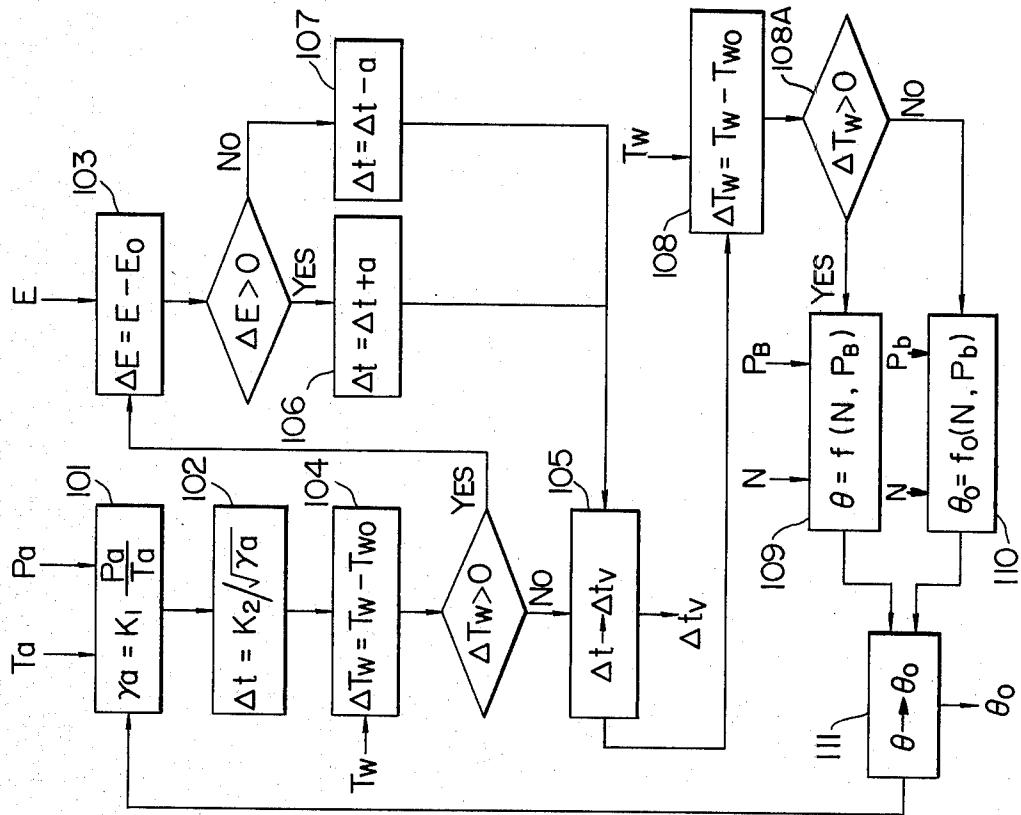 Ta
Pa
101
γa = K1 Pa/Ta
102
Δt = K2/√γa
104
Tw
ΔTw = Tw - Two
ΔTw > 0
YES
NO
105
Δt → Δtv
Δtv
E
103
ΔE = E - Eo
ΔE > 0
NO
YES
106
Δt = Δt + a
107
Δt = Δt - a
Tw
108
ΔTw = Tw - Two
108A
ΔTw > 0
YES
NO
N
PB
109
θ = f (N, PB)
N
Pb
110
θo = fo(N, Pb)
111
θ → θo
θo